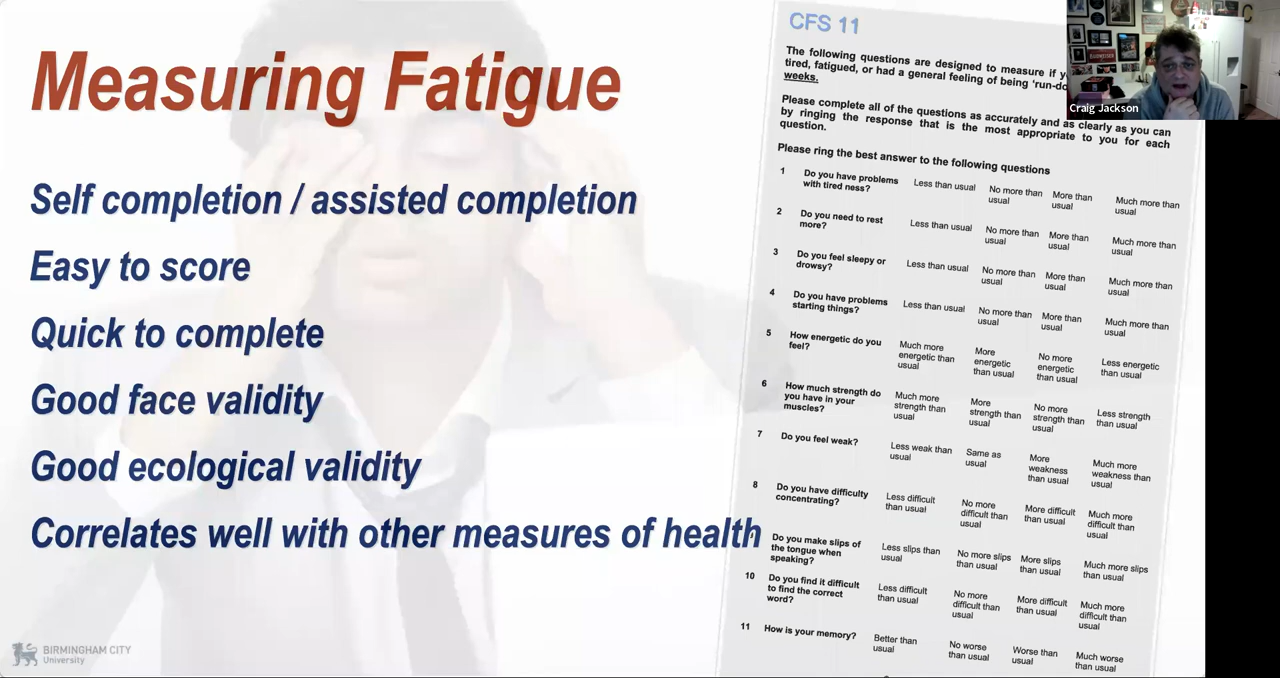 Measuring Fatigue
Self completion / assisted completion
Easy to score
Quick to complete
Good face validity
Good ecological validity
Correlates well with other measures of health
BIRMINGHAM CITY
University
CFS 11
The following questions are designed to measure if
tired, fatigued, or had a general feeling of being
weeks.
Please complete all of the questions as accurately and as clearly as you can
by ringing the response that is the most appropriate to you for each
question.
Please ring the best answer to the following questions
1 Do you have problems with tired ness? Less than usual No more than usual More than usual Much more than usual
2 Do you need to rest more? Less than usual No more than usual More than usual Much more than usual
3 Do you feel sleepy or drowsy? Less than usual No more than usual More than usual Much more than usual
4 Do you have problems starting things? Less than usual No more than usual More than usual Much more than usual
5 How energetic do you feel? Much more energetic than usual More energetic than usual No more energetic than usual Less energetic than usual
6 How much strength do you have in your muscles? Much more strength than usual More strength than usual No more strength than usual Less strength than usual
7 Do you feel weak? Less weak than usual Same as usual More weakness than usual Much more weakness than usual
8 Do you have difficulty concentrating? Less difficult than usual No more difficult than usual More difficult than usual Much more difficult than usual
Do you make slips of the tongue when speaking? Less slips than usual No more slips than usual More slips than usual Much more slips than usual
10 Do you find it difficult to find the correct word? Less difficult than usual No more difficult than usual More difficult than usual Much more difficult than usual
11 How is your memory? Better than usual No worse than usual Worse than usual Much worse than usual
Craig Jackson